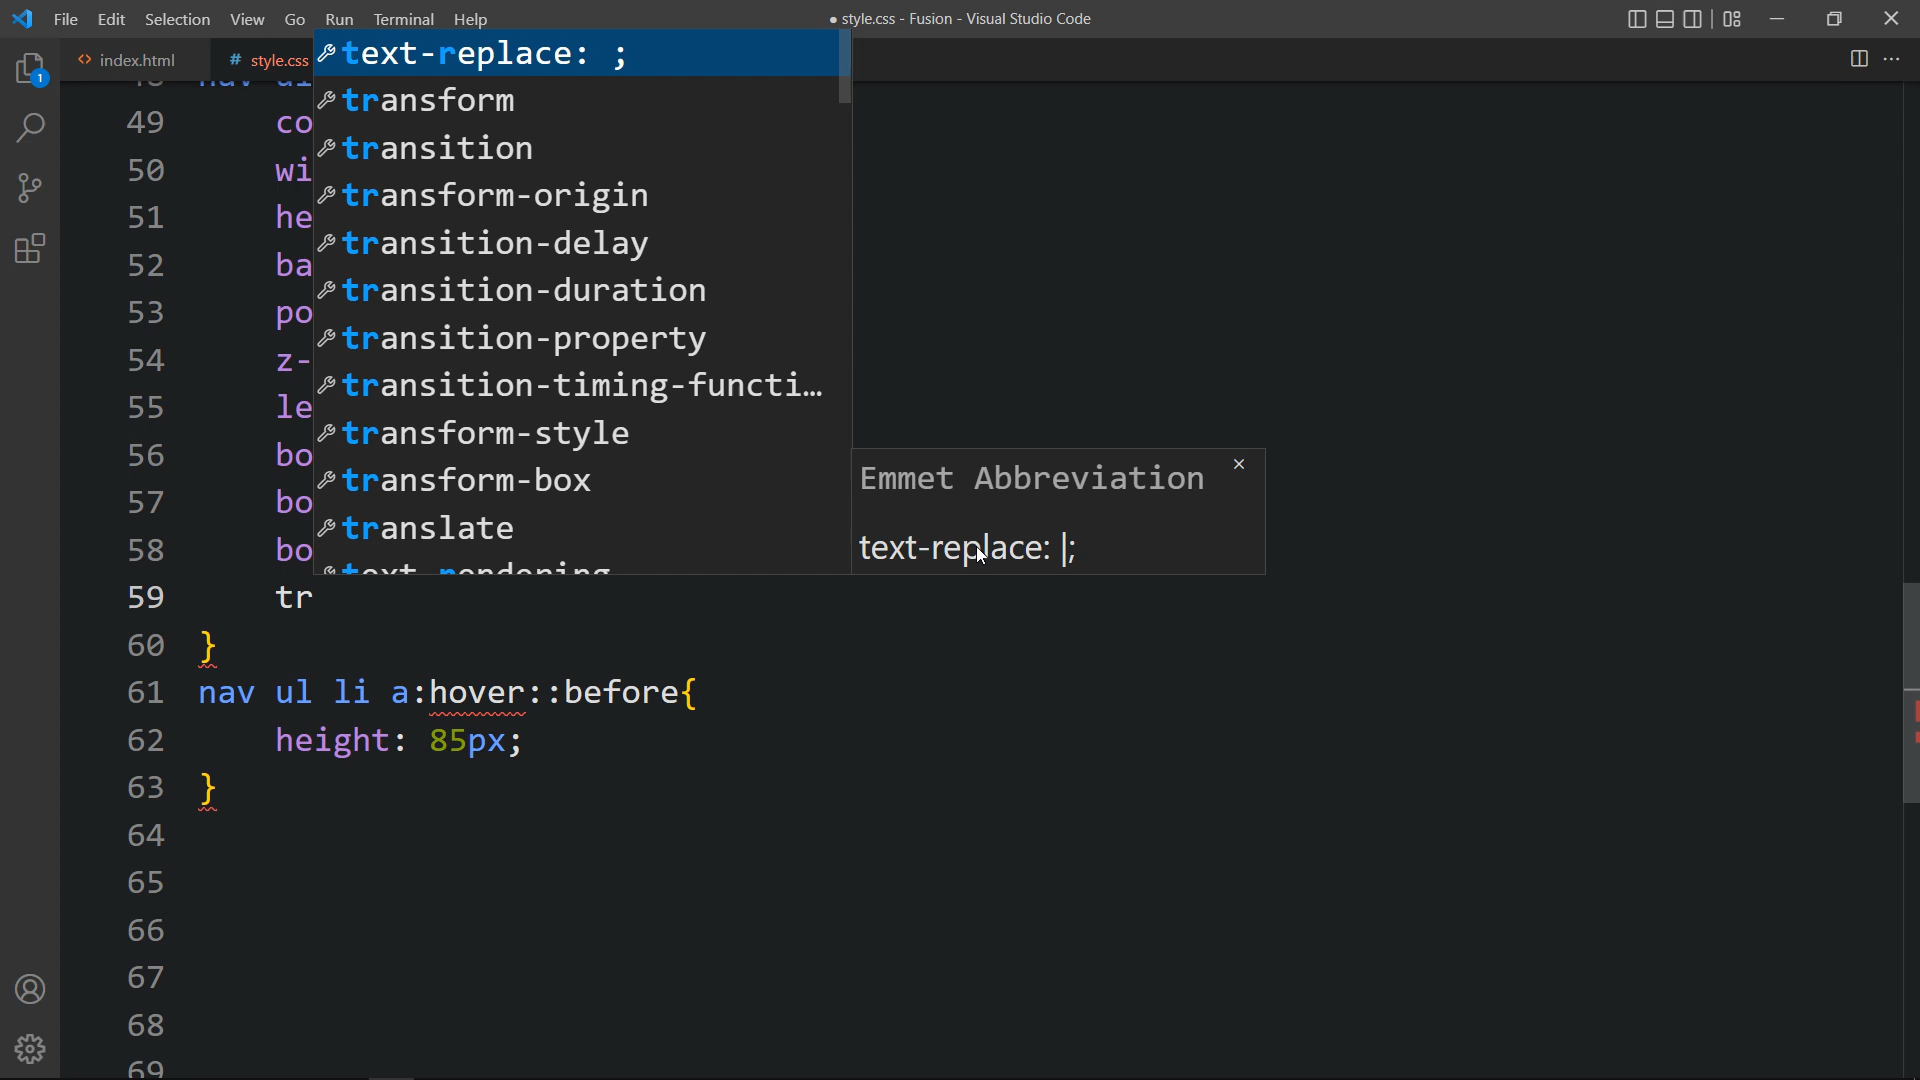 File Edit Selection View Go Run Terminal Help
● style.css - Fusion - Visual Studio Code
<> index.html
# style.css
1
text-replace: ;
transform
transition
transform-origin
transition-delay
transition-duration
transition-property
transition-timing-functi…
transform-style
transform-box
translate
Emmet Abbreviation
text-replace: |;
49 co
50 wi
51 he
52 ba
53 po
54 z-
55 le
56 bo
57 bo
58 bo
59 tr
60 }
61 nav ul li a:hover::before{
62 height: 85px;
63 }
64
65
66
67
68
69